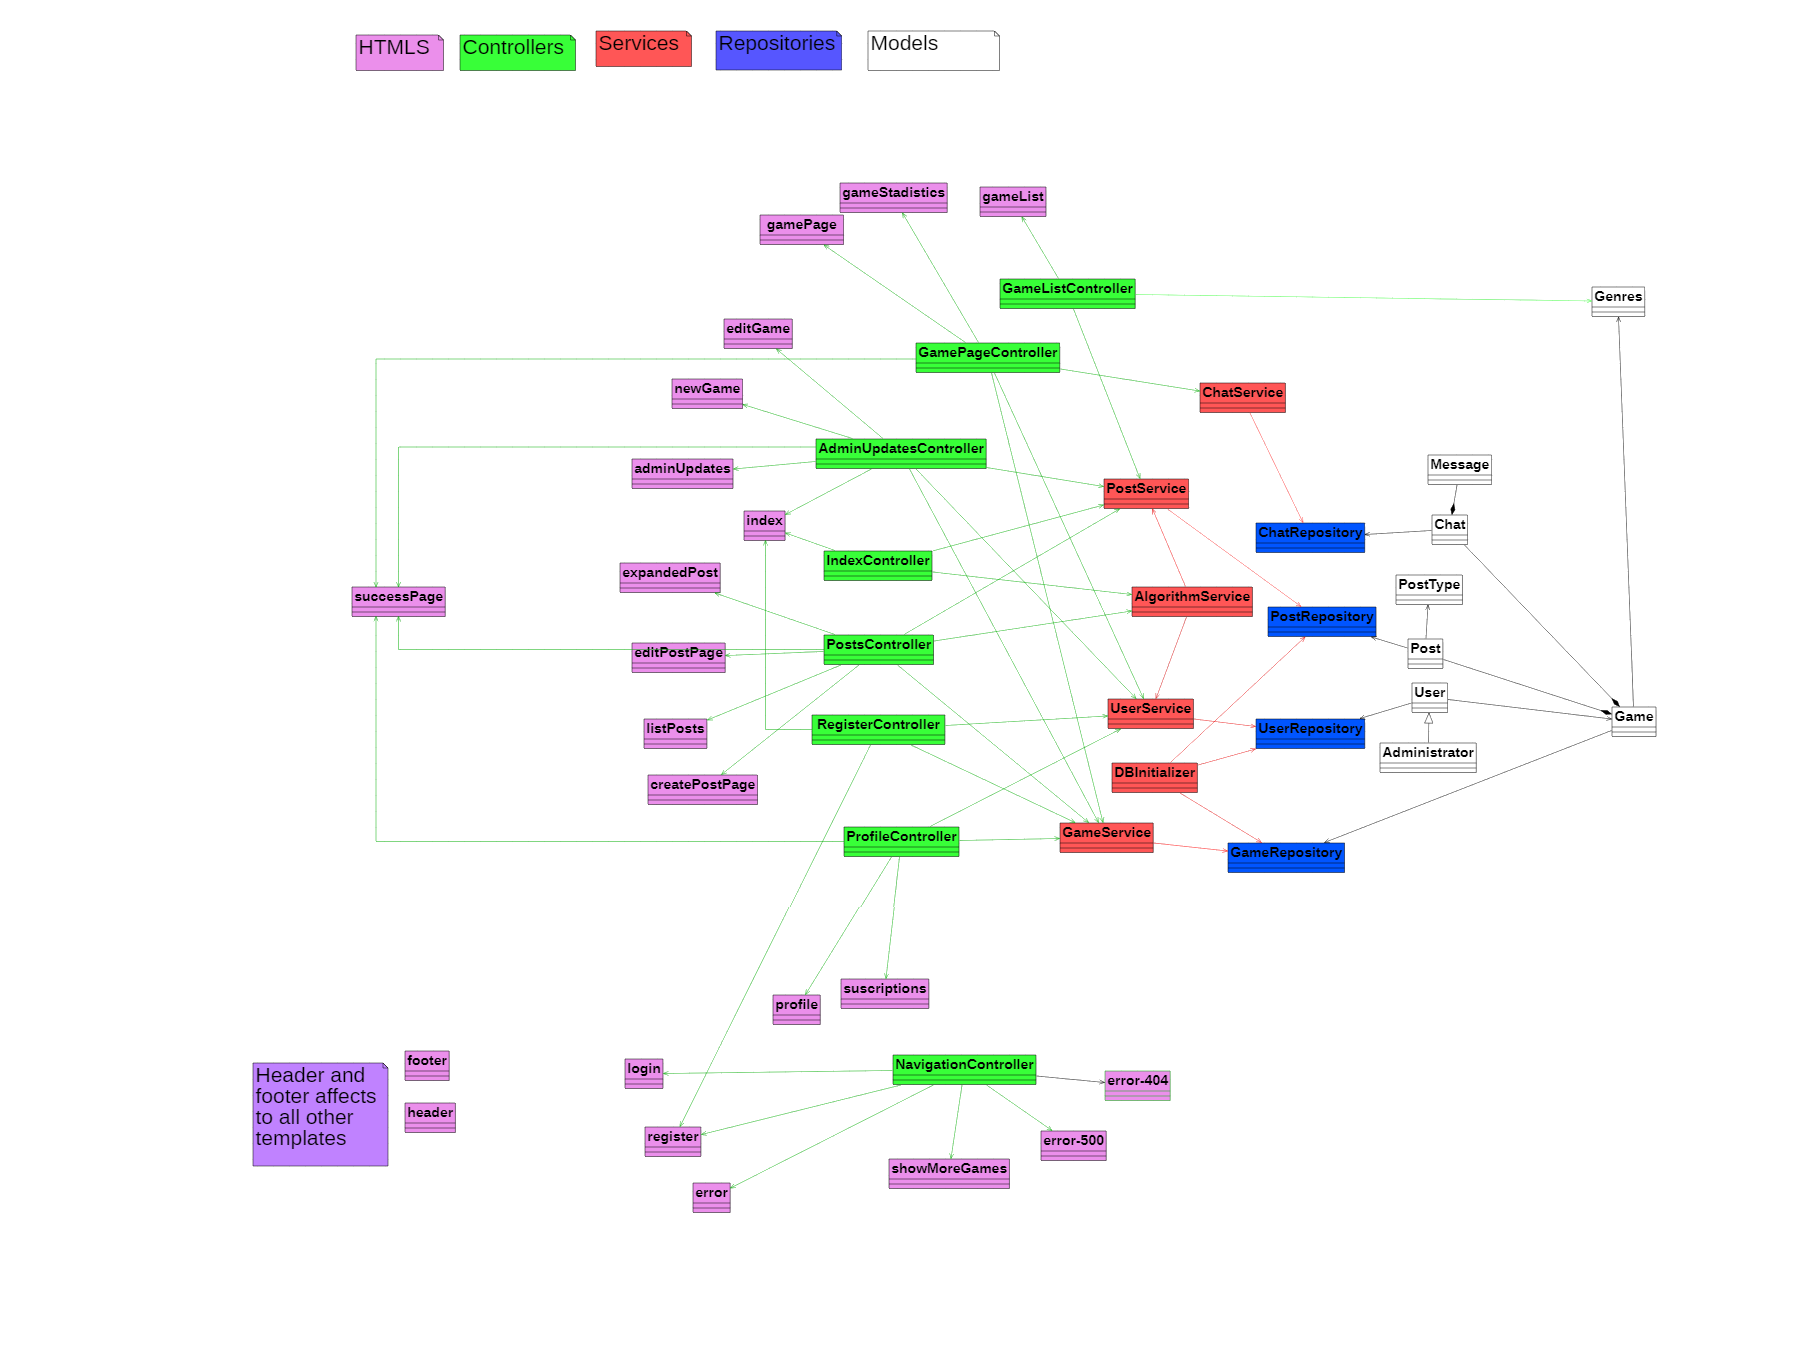 HTMLS
Controllers
Services
Repositories
Models
gameStadistics
gameList
gamePage
GameListController
Genres
editGame
GamePageController
newGame
ChatService
AdminUpdatesController
adminUpdates
Message
PostService
index
Chat
ChatRepository
IndexController
expandedPost
PostType
successPage
AlgorithmService
PostRepository
PostsController
editPostPage
Post
User
UserService
Game
listPosts
RegisterController
UserRepository
Administrator
DBInitializer
createPostPage
ProfileController
GameService
GameRepository
suscriptions
profile
footer
login
NavigationController
error-404
Header and
footer affects
to all other
templates
header
register
error-500
showMoreGames
error